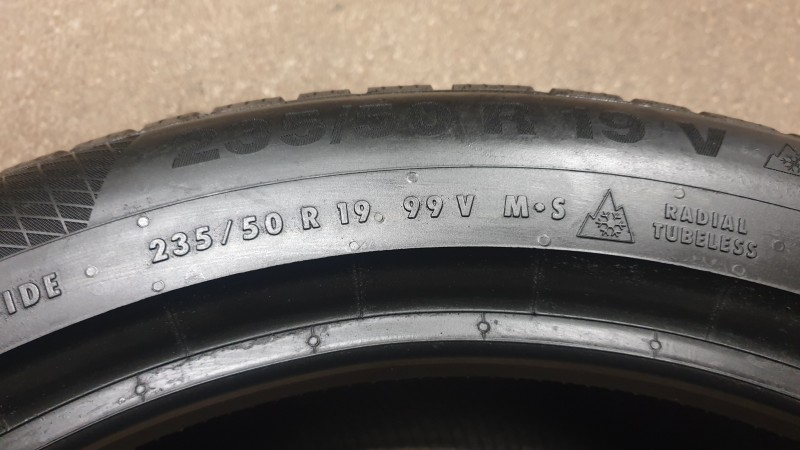 235/50 R 19 V
IDE 235/50 R 19. 99 V M•S RADIAL
TUBELESS